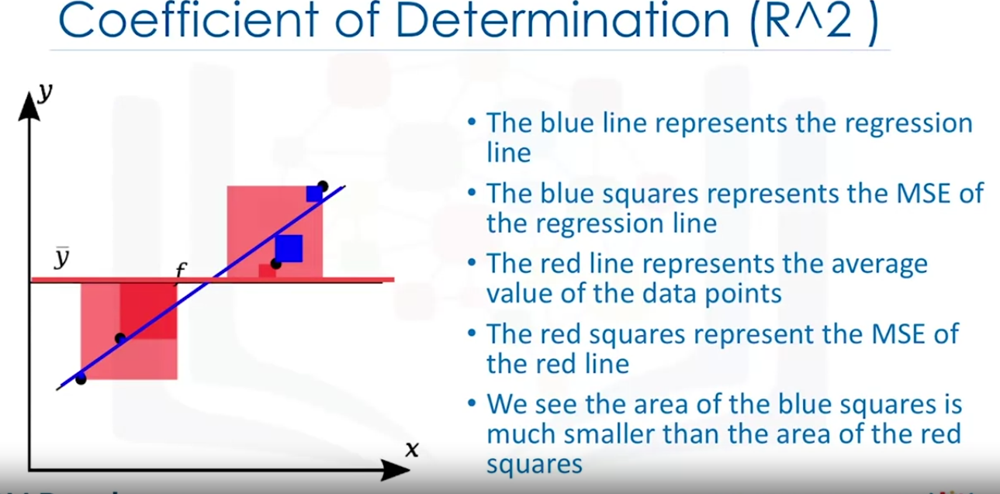 Coefficient of Determination (R^2 )
y
ȳ
f
x
• The blue line represents the regression
line
• The blue squares represents the MSE of
the regression line
• The red line represents the average
value of the data points
• The red squares represent the MSE of
the red line
• We see the area of the blue squares is
much smaller than the area of the red
squares